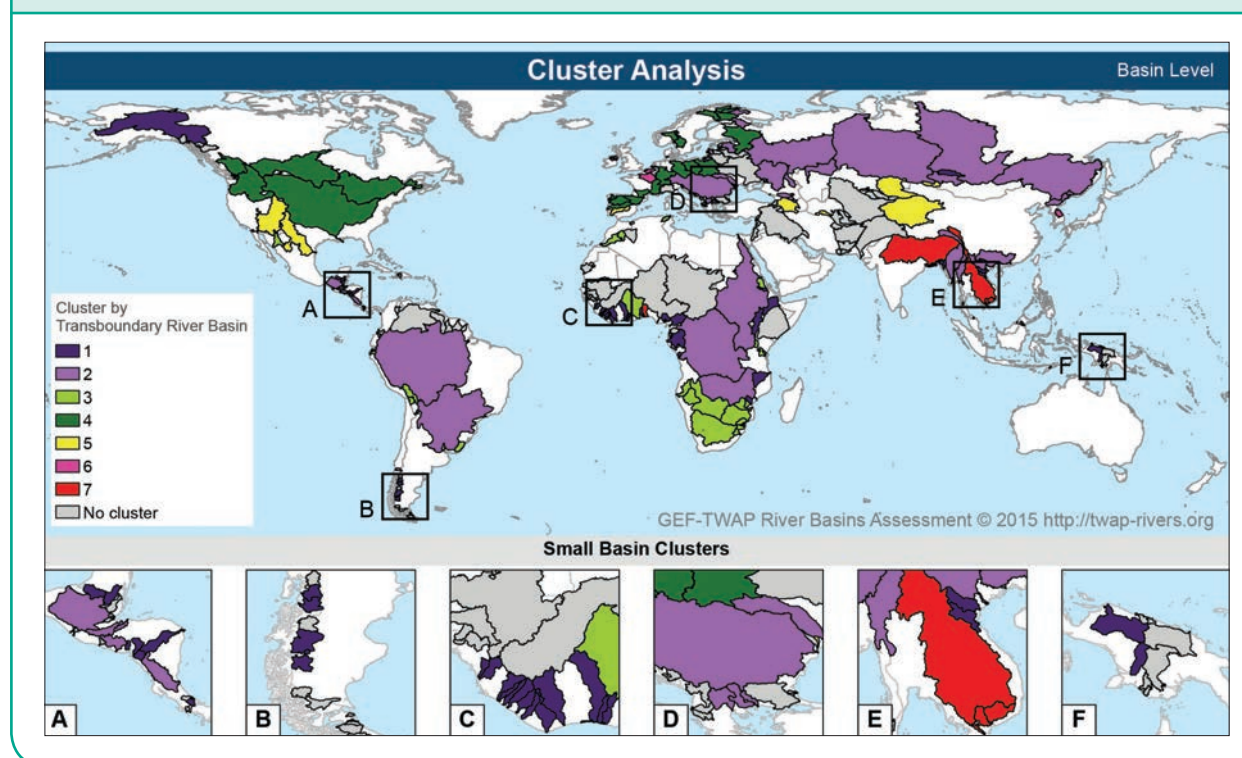 Cluster Analysis
Basin Level
A
B
C
D
E
F
Cluster by
Transboundary River Basin
1
2
3
4
5
6
7
No cluster
GEF-TWAP River Basins Assessment © 2015 http://twap-rivers.org
Small Basin Clusters
A
B
C
D
E
F